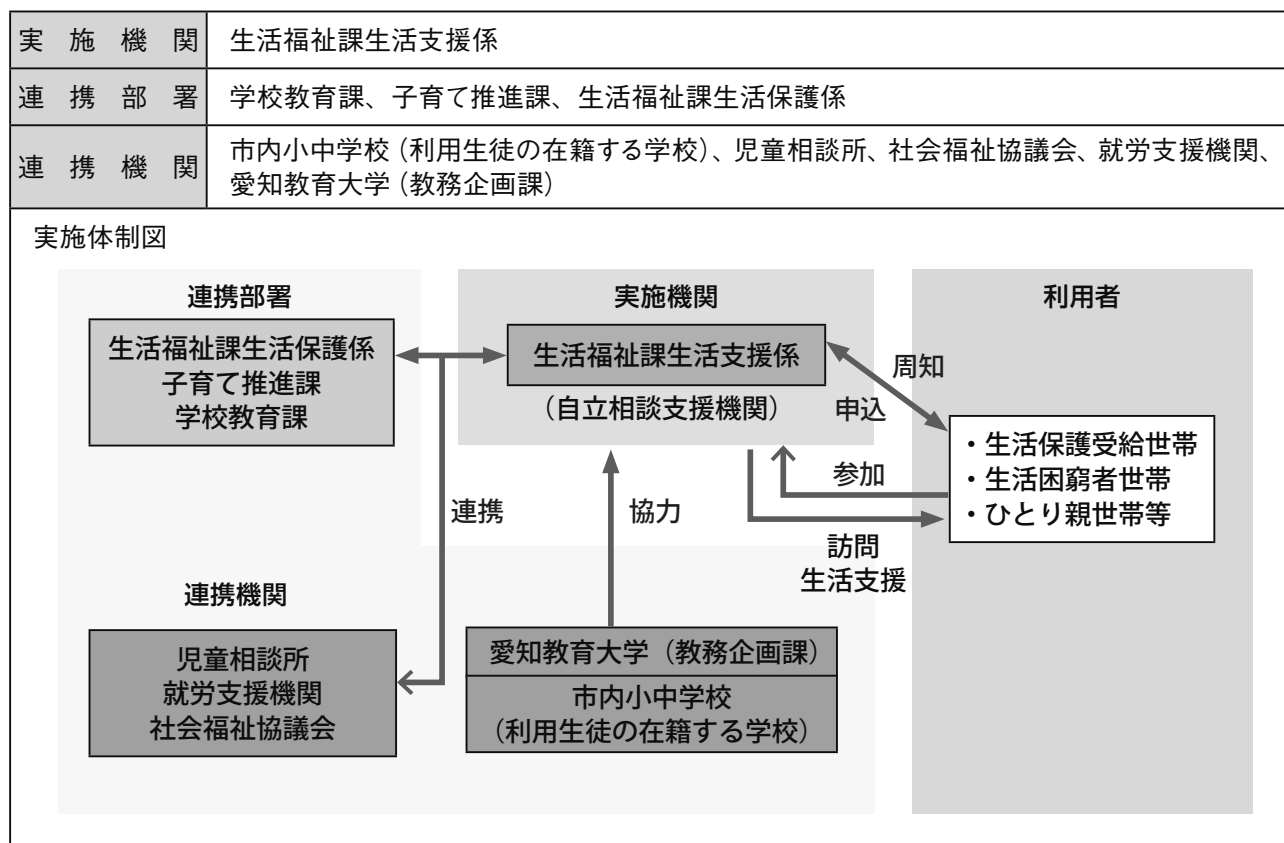 実施機関
生活福祉課生活支援係
連携部署
学校教育課、子育て推進課、生活福祉課生活保護係
連携機関
市内小中学校（利用生徒の在籍する学校）、児童相談所、社会福祉協議会、就労支援機関、
愛知教育大学（教務企画課）
実施体制図
連携部署
生活福祉課生活保護係
子育て推進課
学校教育課
実施機関
生活福祉課生活支援係
（自立相談支援機関）
利用者
周知
申込
・生活保護受給世帯
・生活困窮者世帯
・ひとり親世帯等
参加
訪問
生活支援
連携
協力
連携機関
児童相談所
就労支援機関
社会福祉協議会
愛知教育大学（教務企画課）
市内小中学校
（利用生徒の在籍する学校）